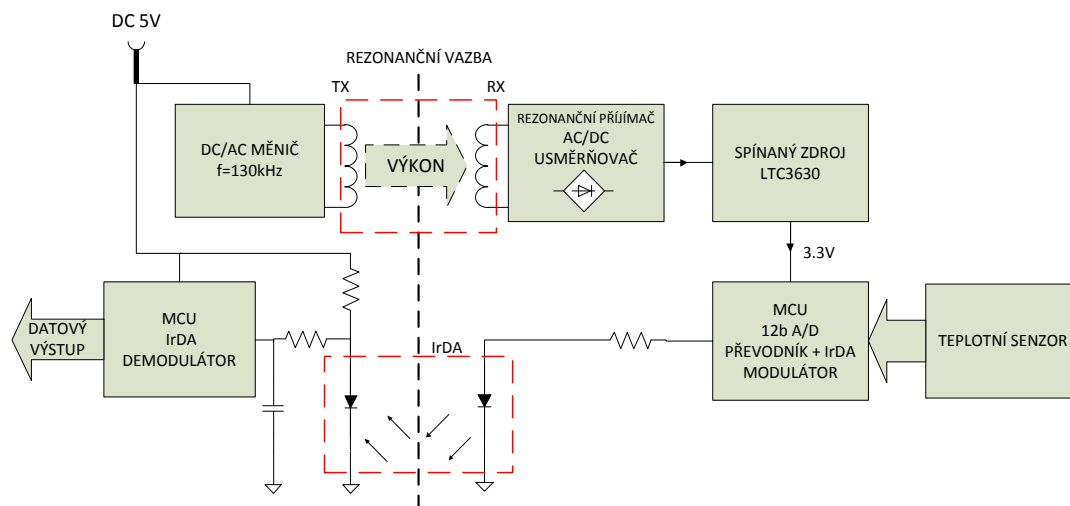 DC 5V
REZONANČNÍ VAZBA
TX
RX
DC/AC MĚNIČ
f=130kHz
VÝKON
REZONANČNÍ PŘÍJÍMAČ
AC/DC
USMĚRŇOVAČ
SPÍNANÝ ZDROJ
LTC3630
3.3V
DATOVÝ
VÝSTUP
MCU
IrDA
DEMODULÁTOR
IrDA
MCU
12b A/D
PŘEVODNÍK + IrDA
MODULÁTOR
TEPLOTNÍ SENZOR